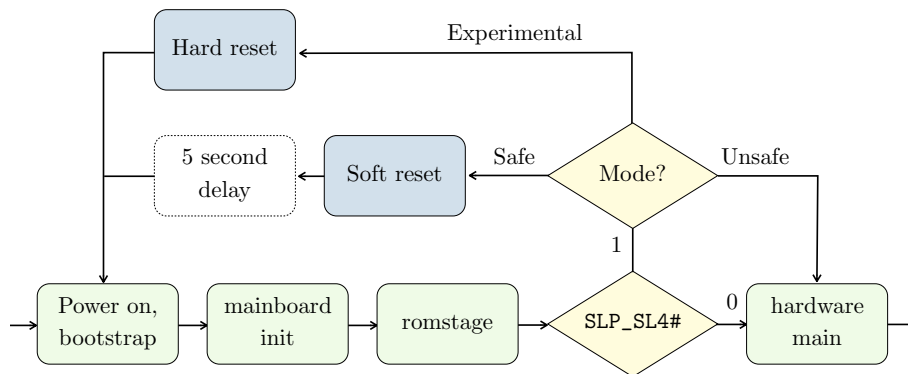 Experimental
Hard reset
5 second
delay
Soft reset
Safe
Mode?
Unsafe
1
Power on,
bootstrap
mainboard
init
romstage
SLP_SL4#
0
hardware
main